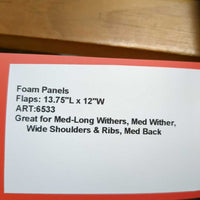 Foam Panels
Flaps: 13.75"L x 12"W
ART:6533
Great for Med-Long Withers, Med Wither,
Wide Shoulders & Ribs, Med Back